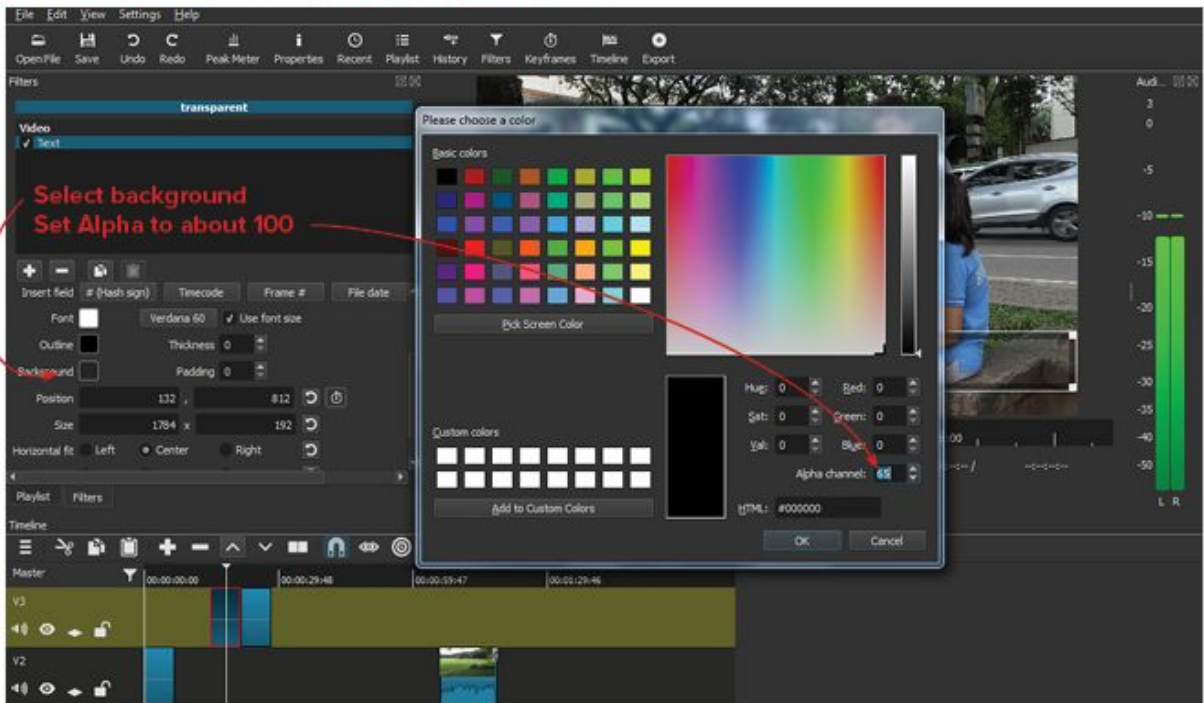 File Edit View Settings Help
Open File Save Undo Redo Peak Meter Properties Recent Playlist History Filters Keyframes Timeline Export
Filters
transparent
Video
Text
Select background
Set Alpha to about 100
Insert field # (Hash sign) Timecode Frame # File date
Font Verdana 60 Use font size
Outline Thickness 0
Background Padding 0
Position 132 , 812
Size 1784 x 192
Horizontal fit Left Center Right
Playlist Filters
Please choose a color
Basic colors
Pick Screen Color
Custom colors
Add to Custom Colors
Hue: 0 Red: 0
Sat: 0 Green: 0
Val: 0 Blue: 0
Alpha channel: 65
HTML: #000000
OK Cancel
Audi...
3
0
-5
-10
-15
-20
-25
-30
-35
-40
-50
L R
:00
--:--:-- / --:--:--
Timeline
Master 00:00:00:00 00:00:29:48 00:00:59:47 00:01:29:46
V3
V2